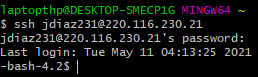 laptopthp@DESKTOP-SMECP1G MINGW64 ~
$ ssh jdiaz231@220.116.230.21
jdiaz231@220.116.230.21's password:
Last login: Tue May 11 04:13:25 2021
-bash-4.2$